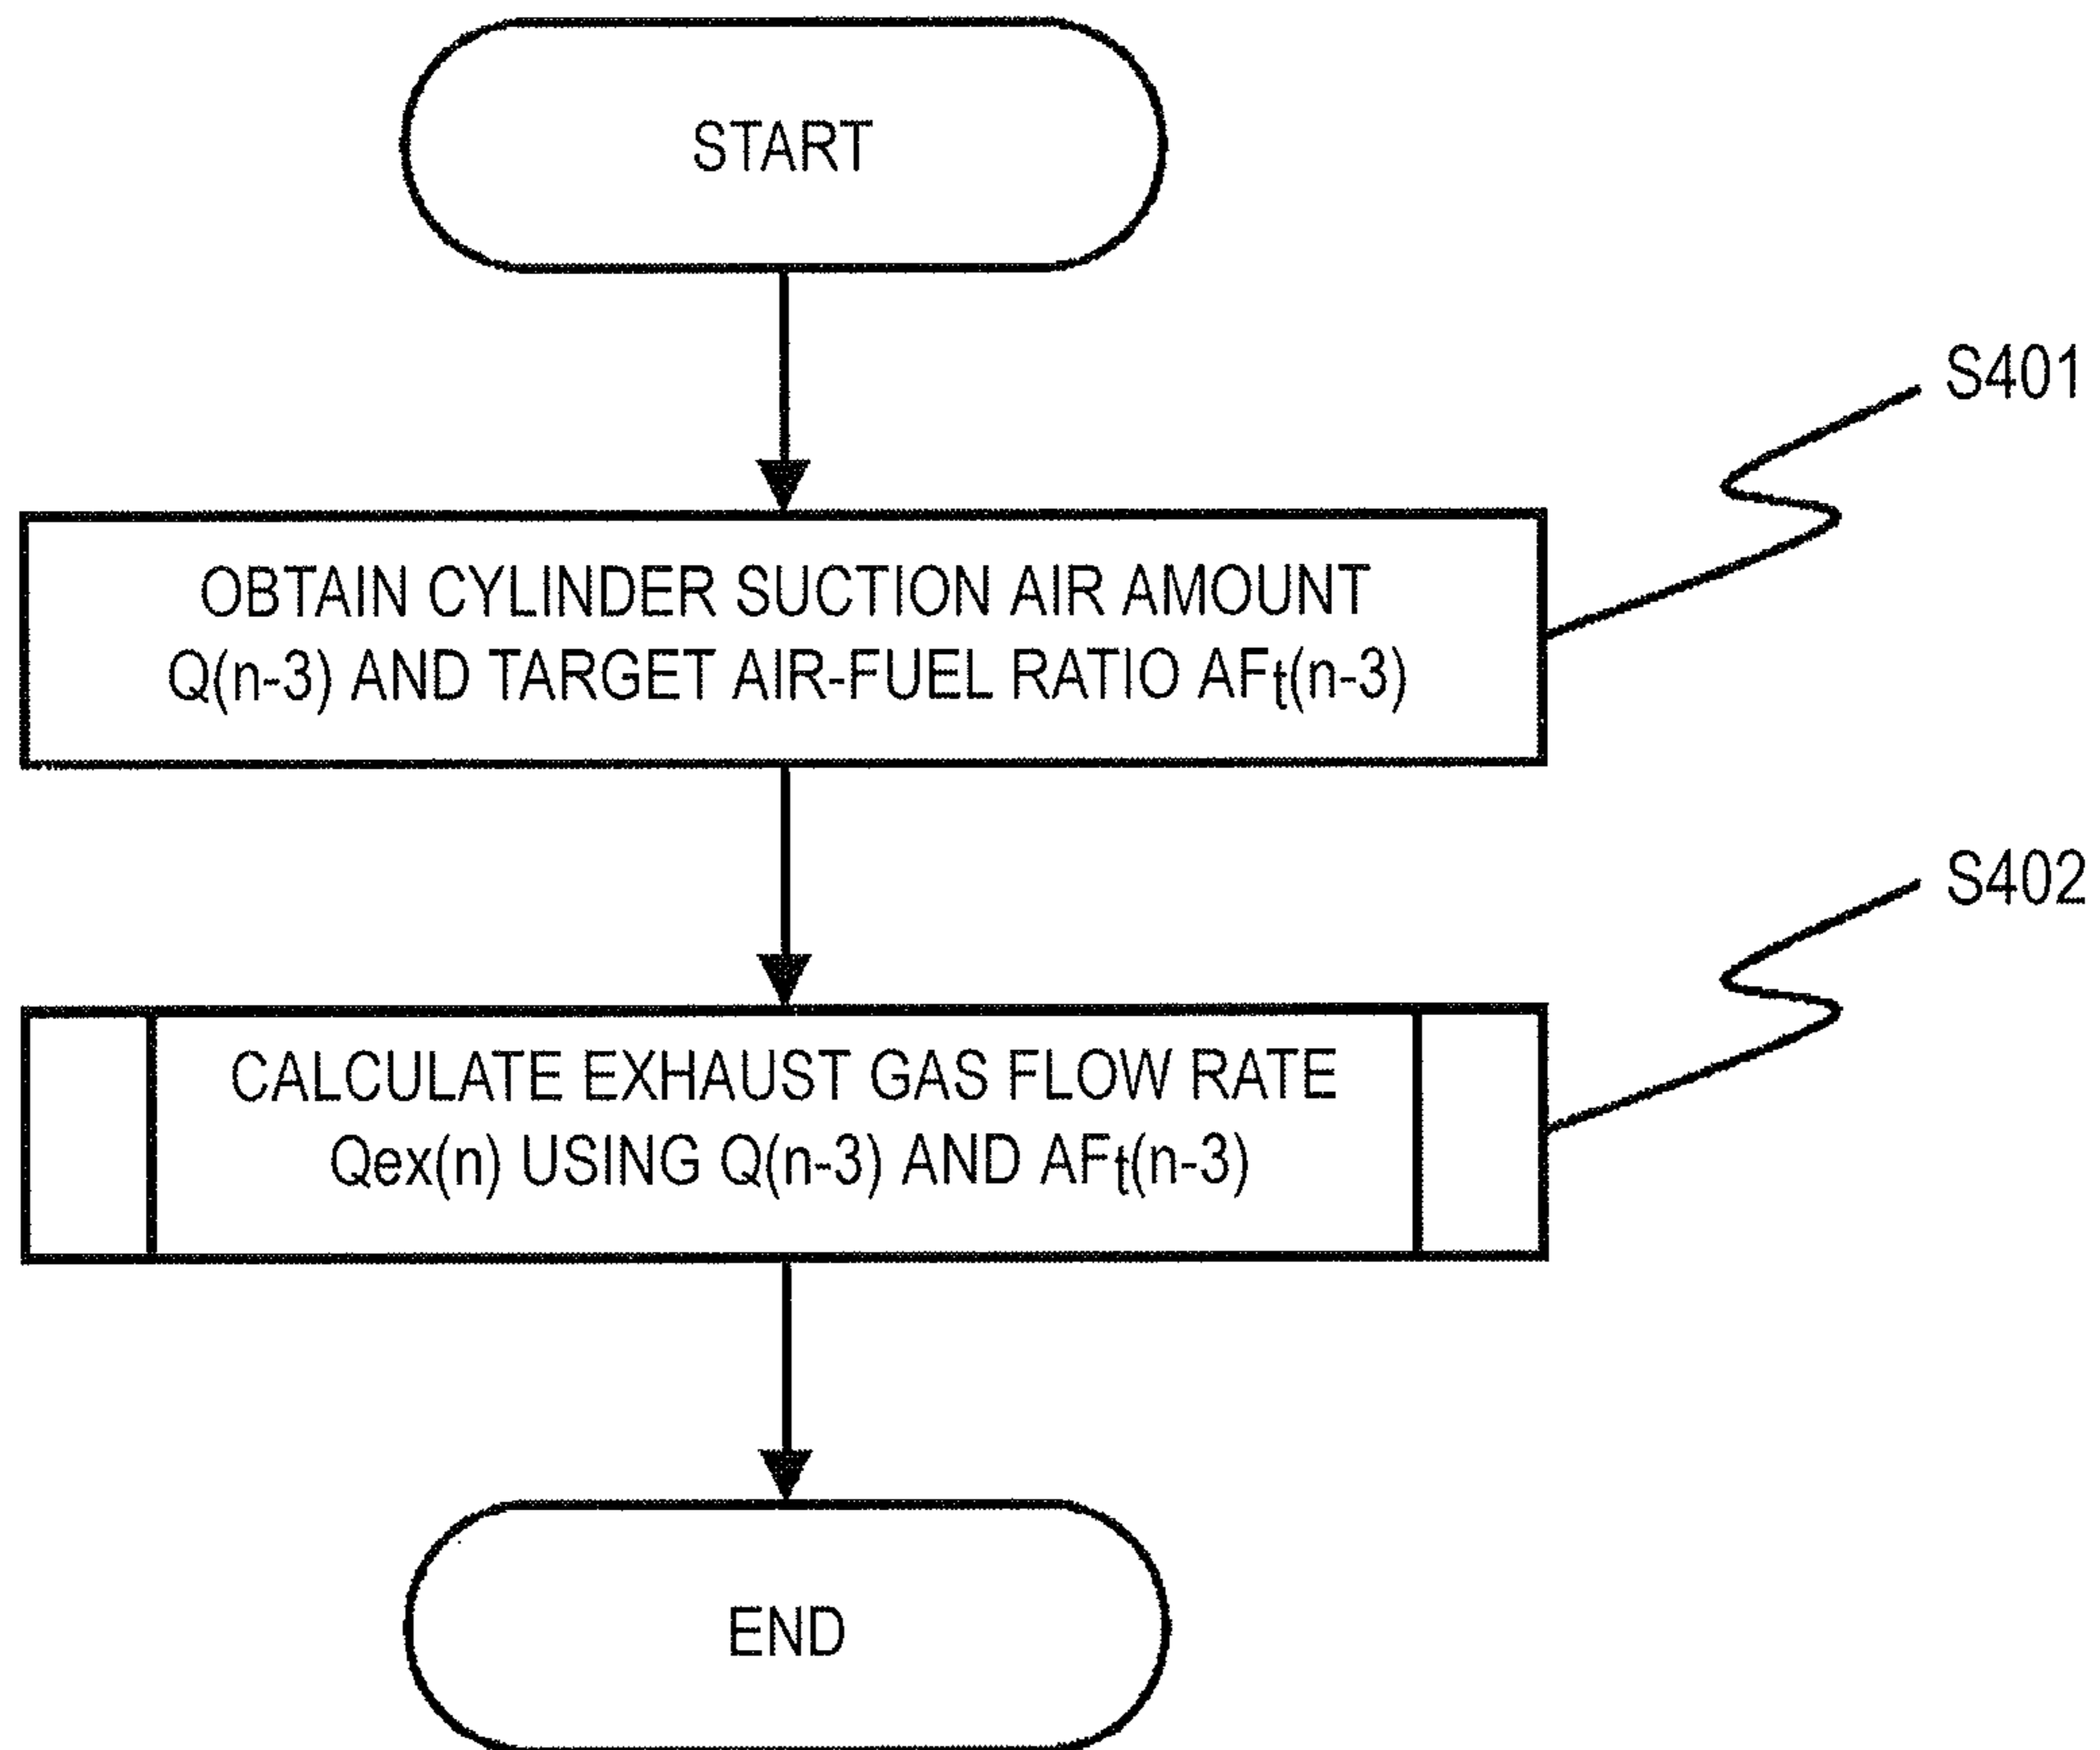 START
S401
OBTAIN CYLINDER SUCTION AIR AMOUNT
Q(n-3) AND TARGET AIR-FUEL RATIO AFt(n-3)
S402
CALCULATE EXHAUST GAS FLOW RATE
Qex(n) USING Q(n-3) AND AFt(n-3)
END